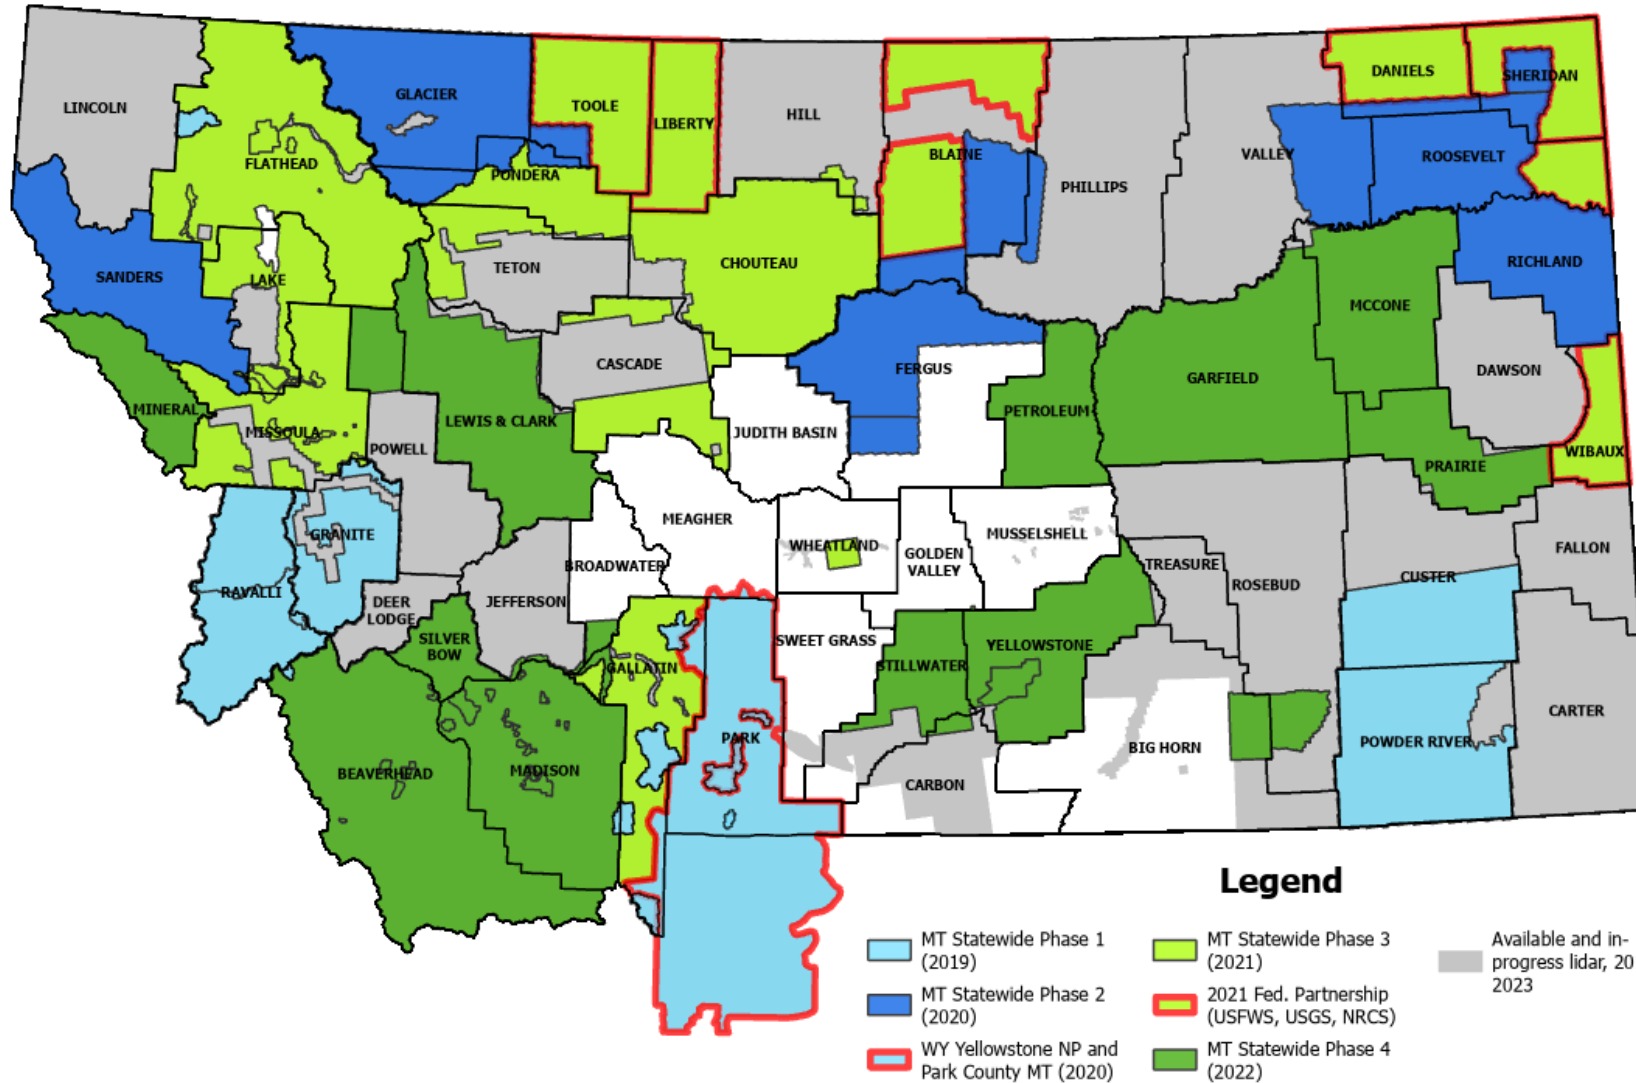 LINCOLN
GLACIER
FLATHEAD
TOOLE
LIBERTY
HILL
BLAINE
PHILLIPS
VALLEY
DANIELS
SHERIDAN
ROOSEVELT
PONDERA
SANDERS
LAKE
TETON
CHOUTEAU
RICHLAND
MCCONE
CASCADE
FERGUS
GARFIELD
DAWSON
MINERAL
MISSOULA
POWELL
LEWIS & CLARK
JUDITH BASIN
PETROLEUM
PRAIRIE
WIBAUX
GRANITE
MEAGHER
WHEATLAND
GOLDEN
VALLEY
MUSSELSHELL
TREASURE
ROSEBUD
CUSTER
FALLON
RAVALLI
DEER
LODGE
JEFFERSON
BROADWATER
SILVER
BOW
GALLATIN
SWEET GRASS
STILLWATER
YELLOWSTONE
BEAVERHEAD
MADISON
PARK
CARBON
BIG HORN
POWDER RIVER
CARTER
Legend
MT Statewide Phase 1
(2019)
MT Statewide Phase 2
(2020)
WY Yellowstone NP and
Park County MT (2020)
MT Statewide Phase 3
(2021)
2021 Fed. Partnership
(USFWS, USGS, NRCS)
MT Statewide Phase 4
(2022)
Available and in-
progress lidar, 20
2023